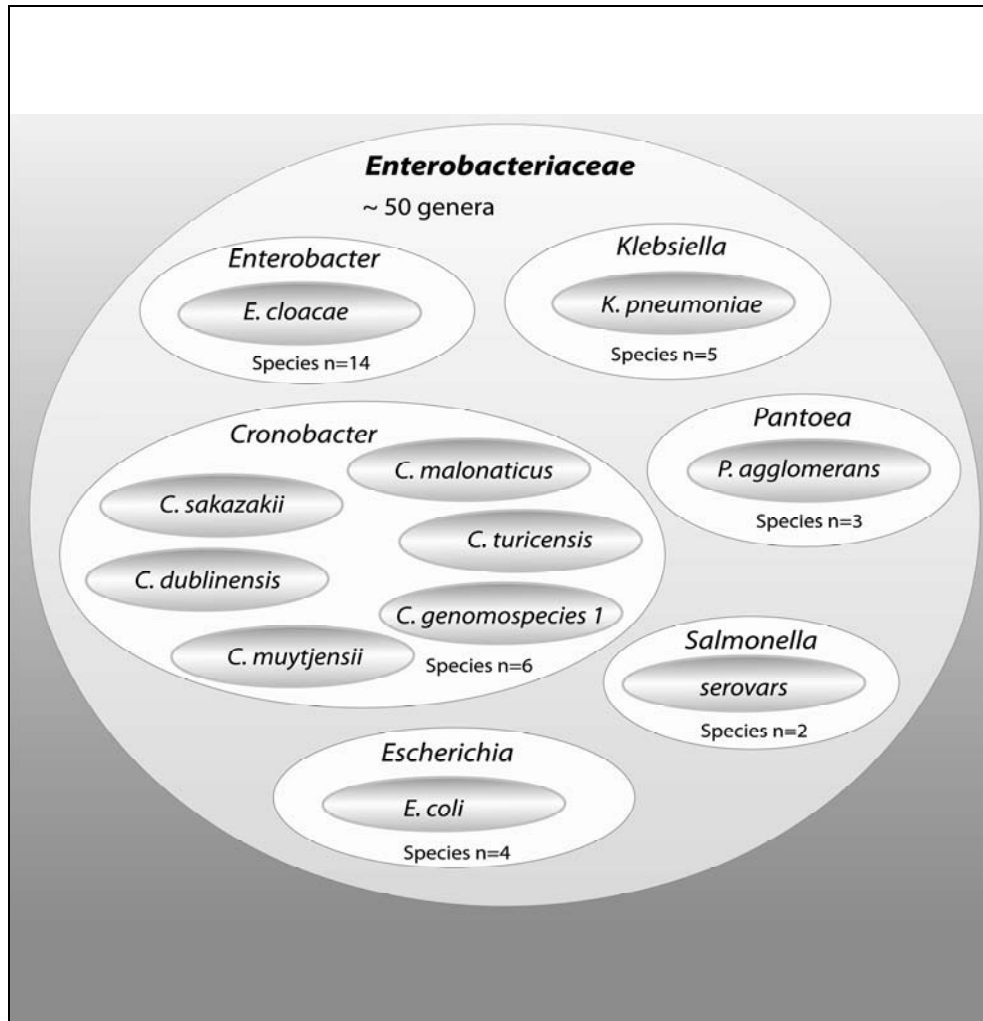 Enterobacteriaceae
~ 50 genera
Enterobacter
E. cloacae
Species n=14
Klebsiella
K. pneumoniae
Species n=5
Cronobacter
C. malonaticus
C. sakazakii
C. turicensis
C. dublinensis
C. genomospecies 1
C. muytjensii
Species n=6
Pantoea
P. agglomerans
Species n=3
Salmonella
serovars
Species n=2
Escherichia
E. coli
Species n=4